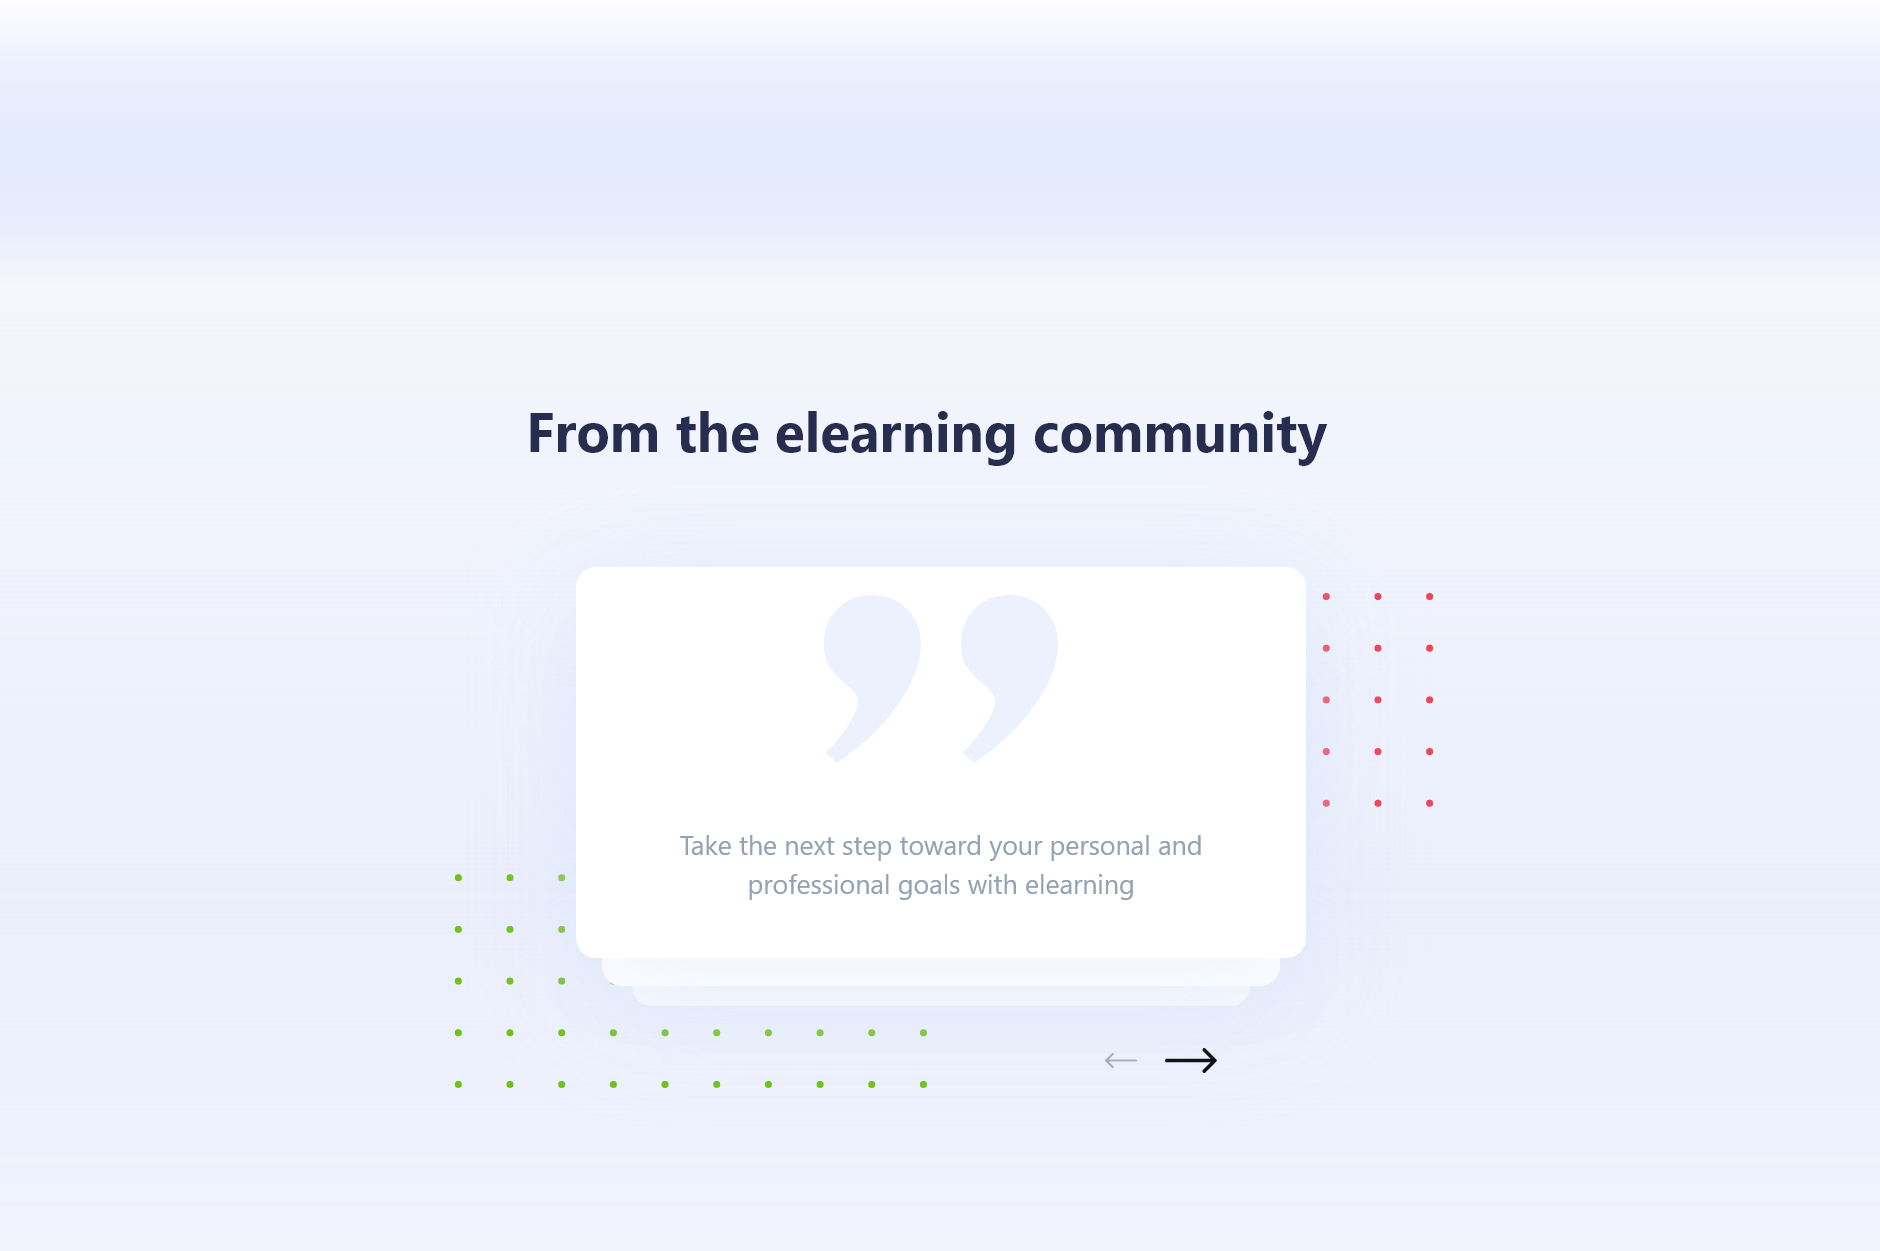 From the elearning community
Take the next step toward your personal and
professional goals with elearning